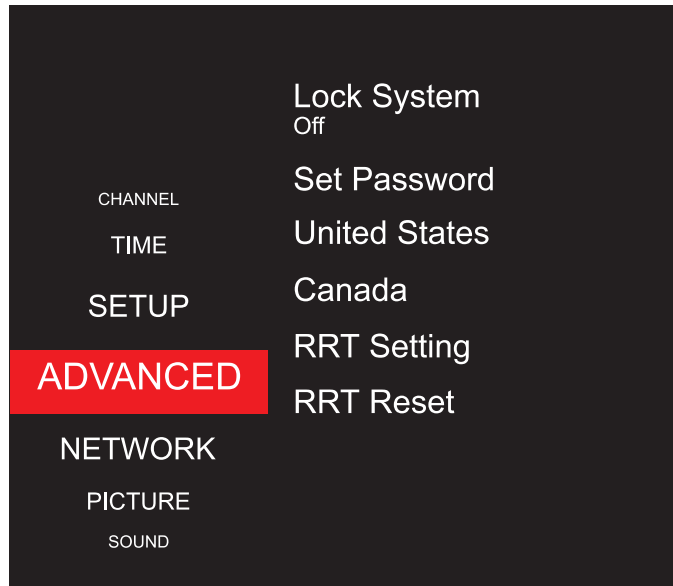 CHANNEL
TIME
SETUP
ADVANCED
NETWORK
PICTURE
SOUND
Lock System
Off
Set Password
United States
Canada
RRT Setting
RRT Reset